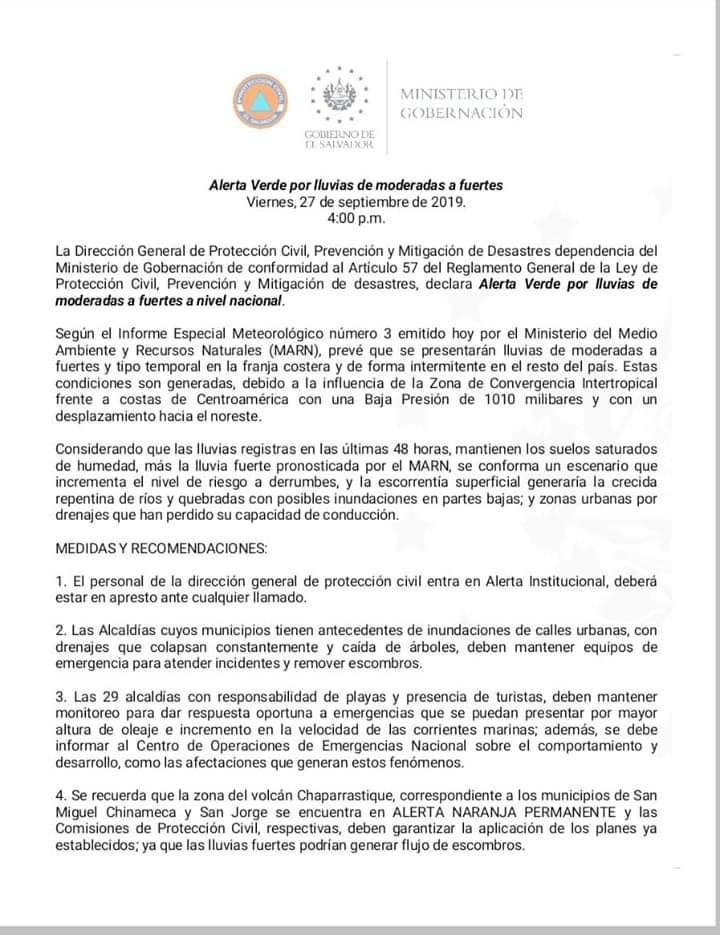 PROTECCION CIVIL
EL SALVADOR
GOBIERNO DE
EL SALVADOR
MINISTERIO DE
GOBERNACIÓN
Alerta Verde por lluvias de moderadas a fuertes
Viernes, 27 de septiembre de 2019.
4:00 p.m.
La Dirección General de Protección Civil, Prevención y Mitigación de Desastres dependencia del
Ministerio de Gobernación de conformidad al Artículo 57 del Reglamento General de la Ley de
Protección Civil, Prevención y Mitigación de desastres, declara Alerta Verde por lluvias de
moderadas a fuertes a nivel nacional.
Según el Informe Especial Meteorológico número 3 emitido hoy por el Ministerio del Medio
Ambiente y Recursos Naturales (MARN), prevé que se presentarán lluvias de moderadas a
fuertes y tipo temporal en la franja costera y de forma intermitente en el resto del país. Estas
condiciones son generadas, debido a la influencia de la Zona de Convergencia Intertropical
frente a costas de Centroamérica con una Baja Presión de 1010 milibares y con un
desplazamiento hacia el noreste.
Considerando que las lluvias registras en las últimas 48 horas, mantienen los suelos saturados
de humedad, más la lluvia fuerte pronosticada por el MARN, se conforma un escenario que
incrementa el nivel de riesgo a derrumbes, y la escorrentía superficial generaría la crecida
repentina de ríos y quebradas con posibles inundaciones en partes bajas; y zonas urbanas por
drenajes que han perdido su capacidad de conducción.
MEDIDAS Y RECOMENDACIONES:
1. El personal de la dirección general de protección civil entra en Alerta Institucional, deberá
estar en apresto ante cualquier llamado.
2. Las Alcaldías cuyos municipios tienen antecedentes de inundaciones de calles urbanas, con
drenajes que colapsan constantemente y caída de árboles, deben mantener equipos de
emergencia para atender incidentes y remover escombros.
3. Las 29 alcaldías con responsabilidad de playas y presencia de turistas, deben mantener
monitoreo para dar respuesta oportuna a emergencias que se puedan presentar por mayor
altura de oleaje e incremento en la velocidad de las corrientes marinas; además, se debe
informar al Centro de Operaciones de Emergencias Nacional sobre el comportamiento y
desarrollo, como las afectaciones que generan estos fenómenos.
4. Se recuerda que la zona del volcán Chaparrastique, correspondiente a los municipios de San
Miguel Chinameca y San Jorge se encuentra en ALERTA NARANJA PERMANENTE y las
Comisiones de Protección Civil, respectivas, deben garantizar la aplicación de los planes ya
establecidos; ya que las lluvias fuertes podrían generar flujo de escombros.